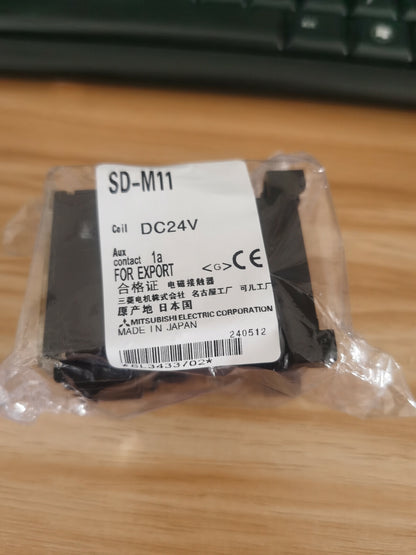 SD-M11
Coil DC24V
Aux
contact 1a
FOR EXPORT <G> CE
合格证 电磁接触器
三菱电机株式会社 名古屋工厂 可儿工厂
原产地 日本国
MITSUBISHI ELECTRIC CORPORATION
MADE IN JAPAN
240512
*GL3433702*